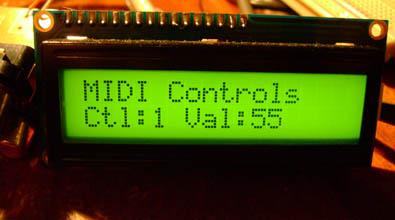 MIDI Controls
Ctl:1 Val:55